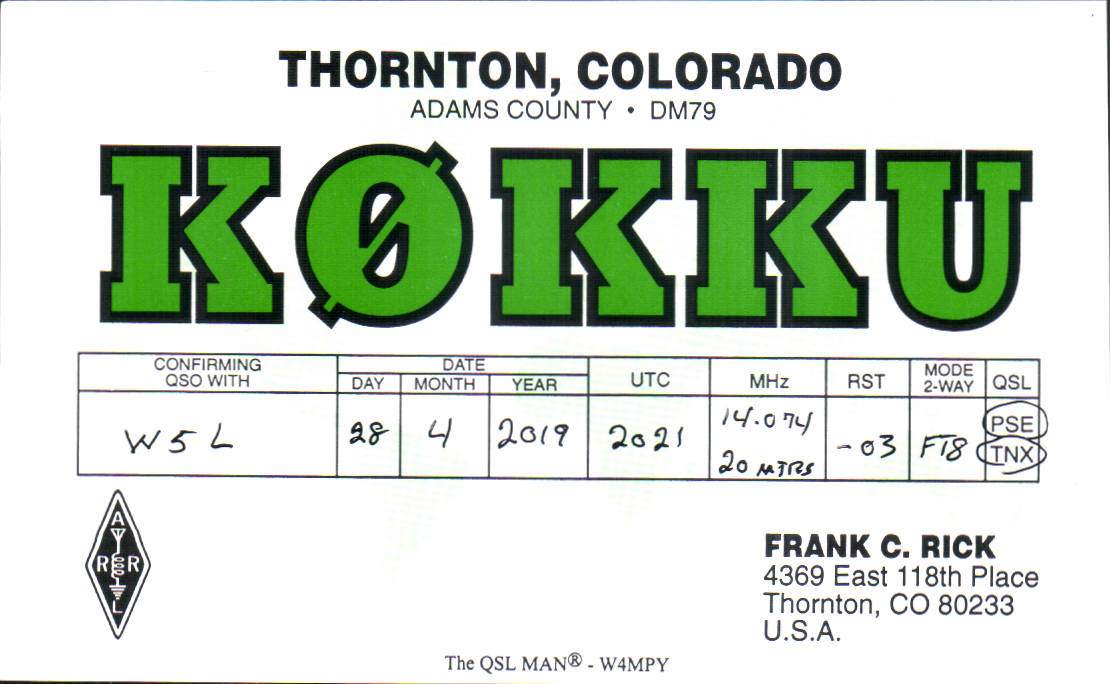 THORNTON, COLORADO
ADAMS COUNTY • DM79
KØKKU
CONFIRMING QSO WITH
DATE
DAY MONTH YEAR
UTC
MHz
RST
MODE 2-WAY
QSL
W5L
28 4 2019
2021
14.074
20 MTRS
-03
FT8
PSE
TNX
A
R R
L
FRANK C. RICK
4369 East 118th Place
Thornton, CO 80233
U.S.A.
The QSL MAN® - W4MPY